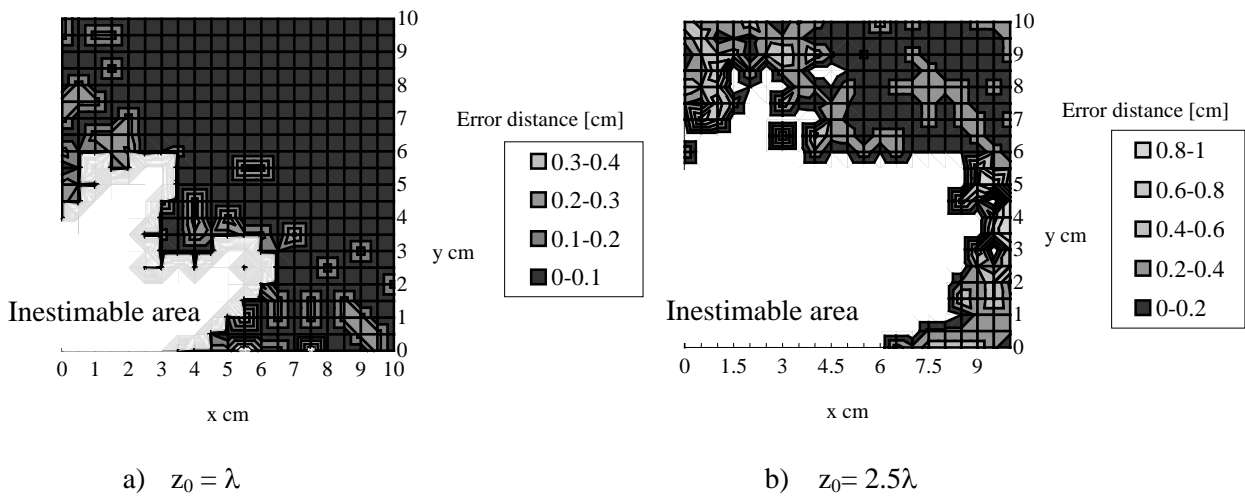 10
9
8
7
6
5
4
3
2
1
0
0 1 2 3 4 5 6 7 8 9 10
x cm
y cm
Inestimable area
Error distance [cm]
0.3-0.4
0.2-0.3
0.1-0.2
0-0.1
a) z₀ = λ
10
9
8
7
6
5
4
3
2
1
0
0 1.5 3 4.5 6 7.5 9
x cm
y cm
Inestimable area
Error distance [cm]
0.8-1
0.6-0.8
0.4-0.6
0.2-0.4
0-0.2
b) z₀= 2.5λ